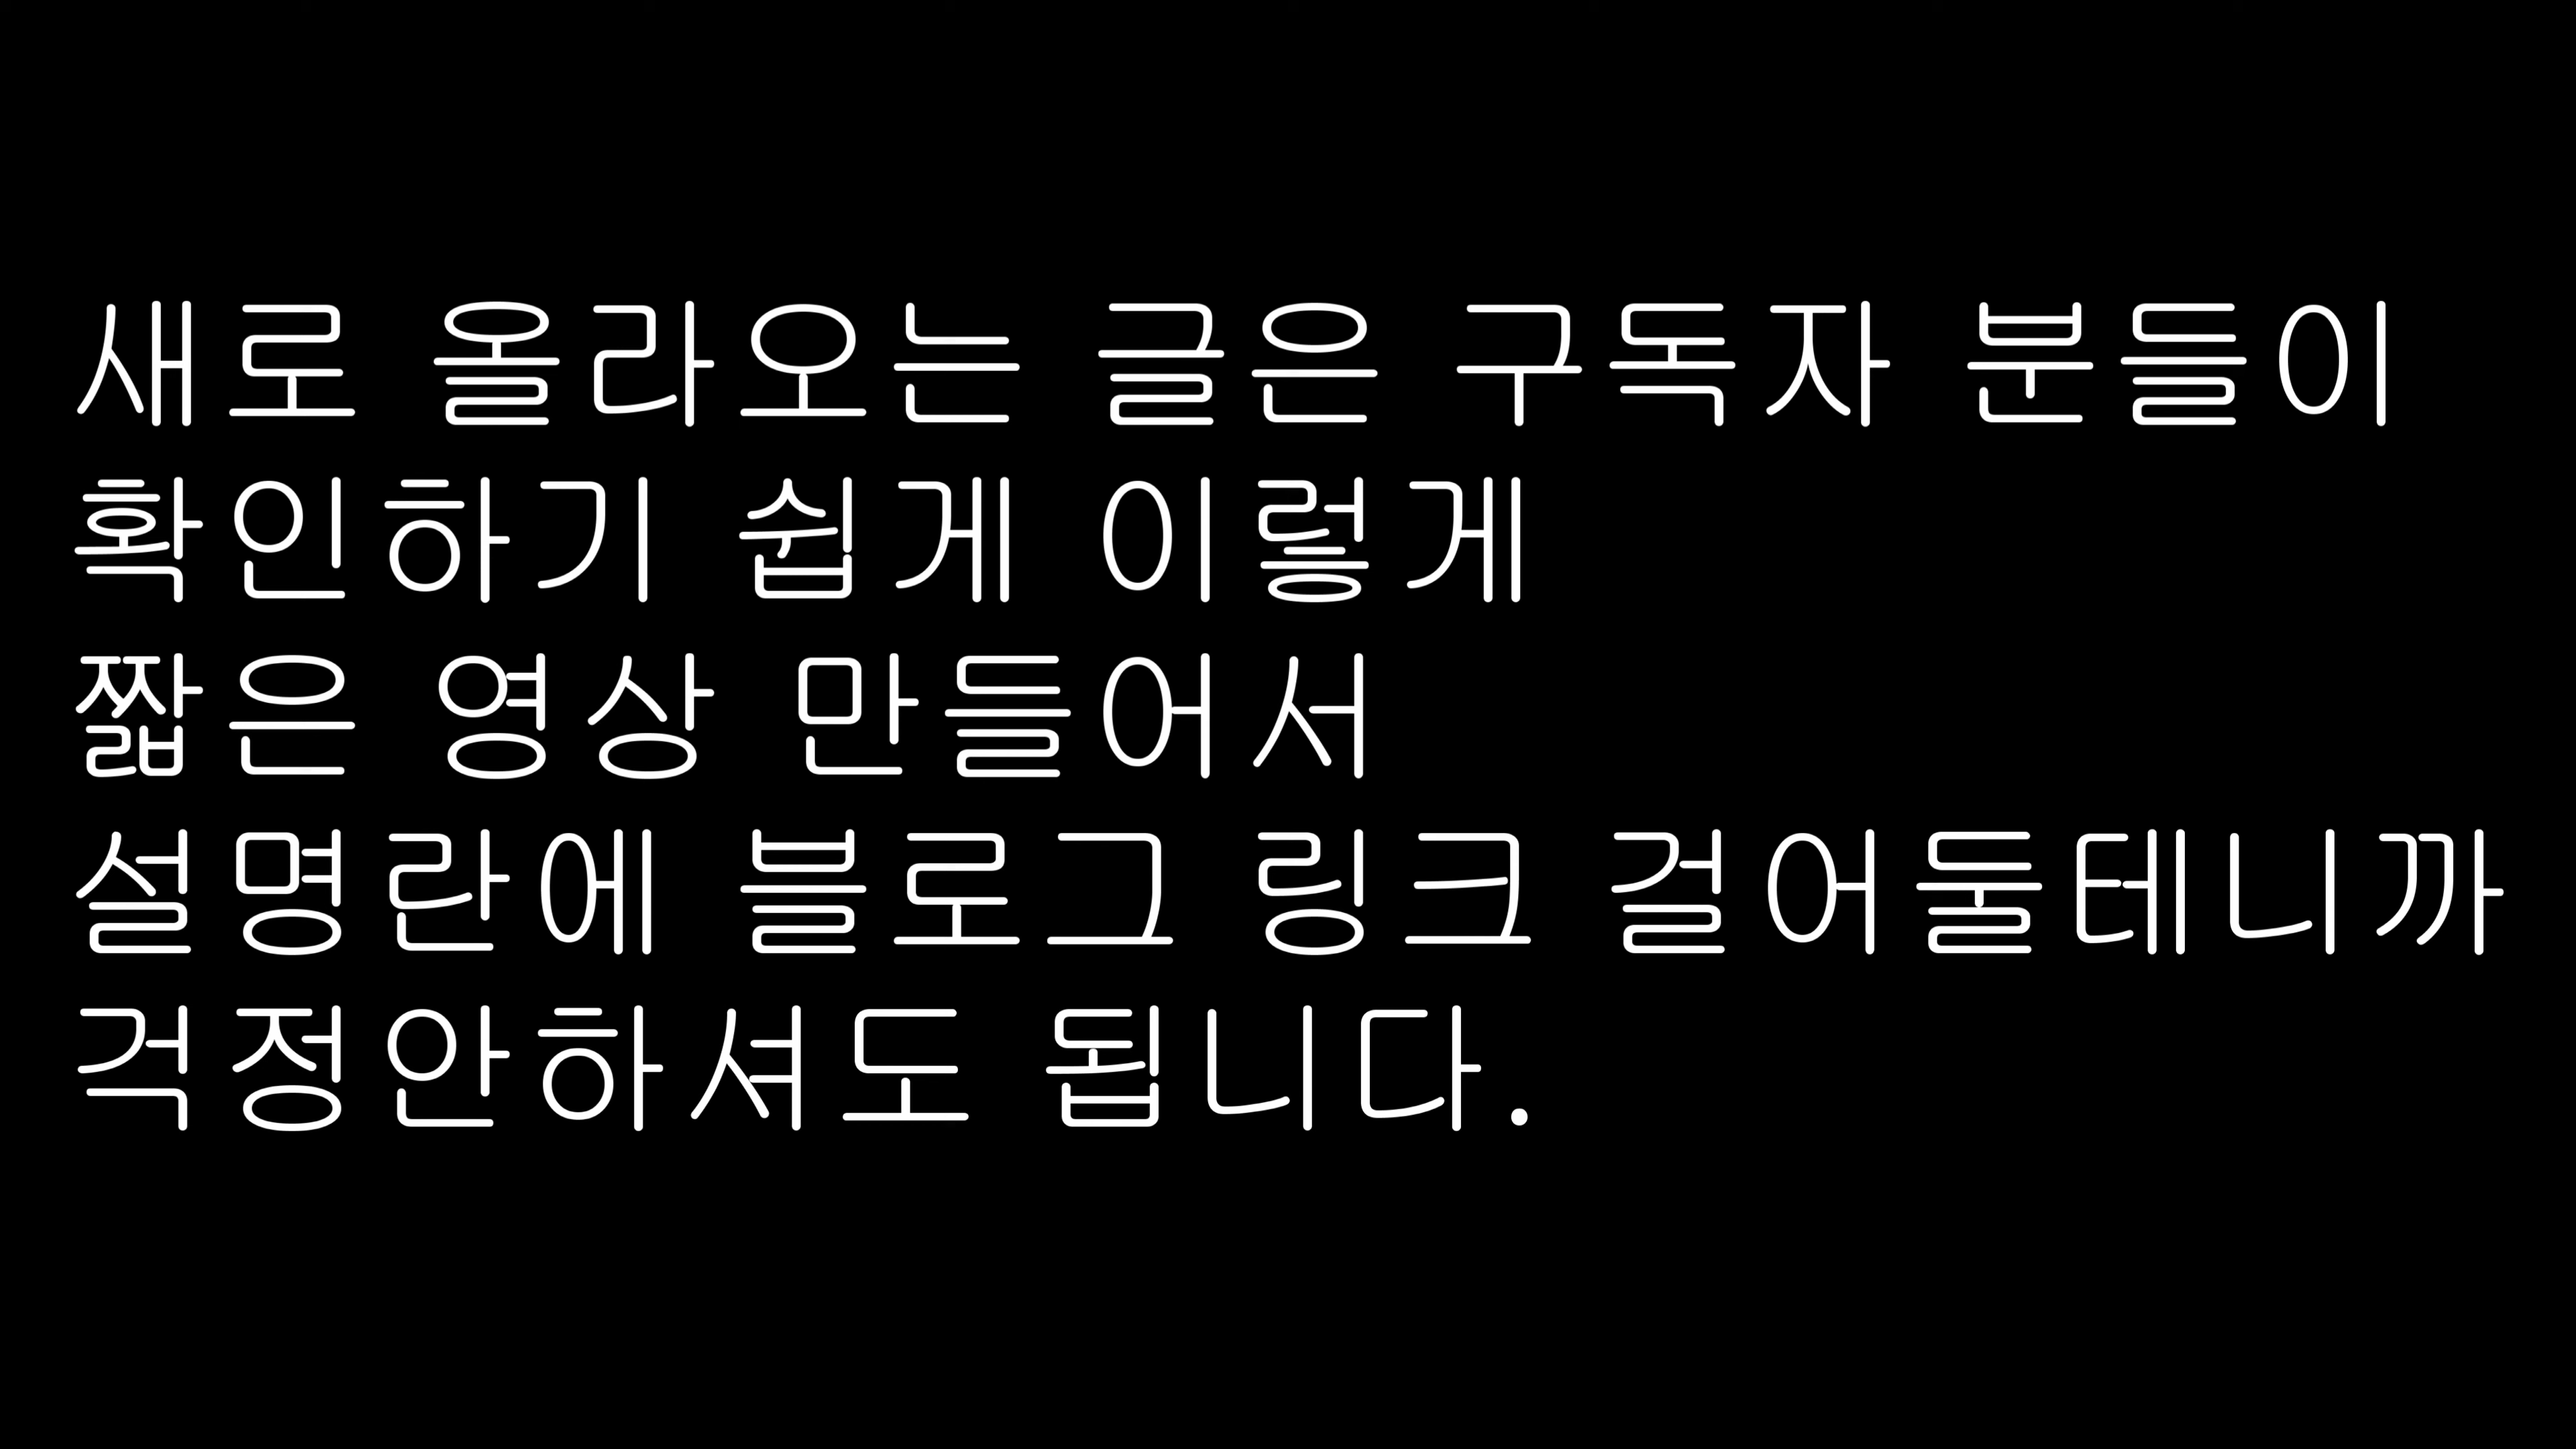 새로 올라오는 글은 구독자 분들이
확인하기 쉽게 이렇게
짧은 영상 만들어서
설명란에 블로그 링크 걸어둘테니까
걱정안하셔도 됩니다.